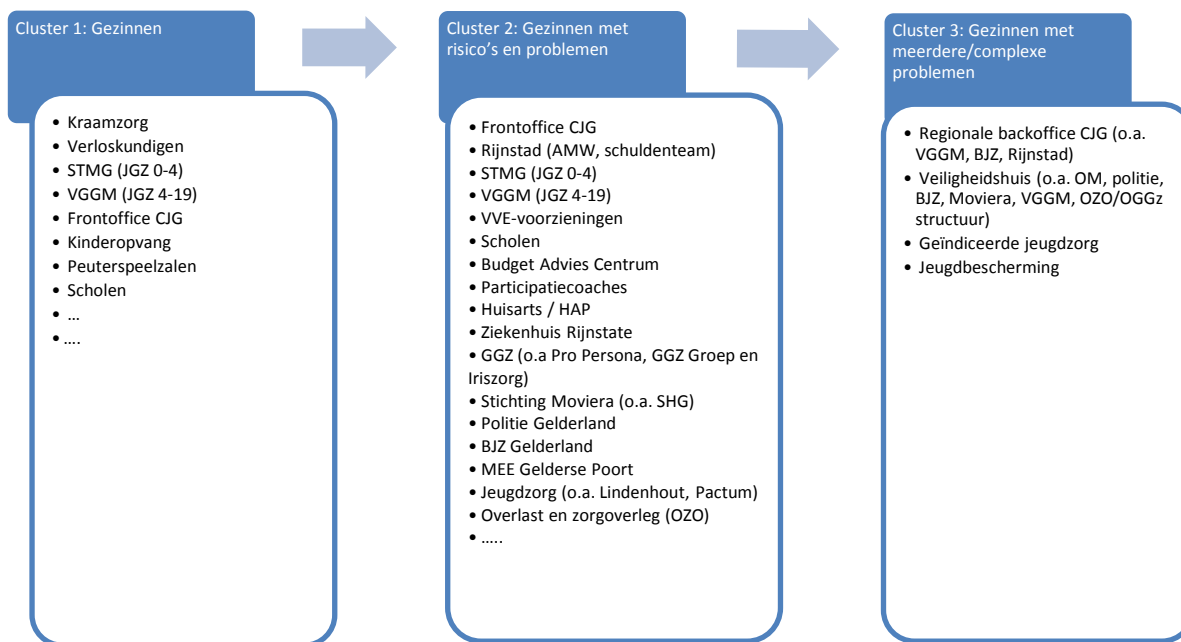 Cluster 1: Gezinnen
• Kraamzorg
• Verloskundigen
• STMG (JGZ 0-4)
• VGGM (JGZ 4-19)
• Frontoffice CJG
• Kinderopvang
• Peuterspeelzalen
• Scholen
• ...
• ....
Cluster 2: Gezinnen met
risico’s en problemen
• Frontoffice CJG
• Rijnstad (AMW, schuldenteam)
• STMG (JGZ 0-4)
• VGGM (JGZ 4-19)
• VVE-voorzieningen
• Scholen
• Budget Advies Centrum
• Participatiecoaches
• Huisarts / HAP
• Ziekenhuis Rijnstate
• GGZ (o.a Pro Persona, GGZ Groep en
Iriszorg)
• Stichting Moviera (o.a. SHG)
• Politie Gelderland
• BJZ Gelderland
• MEE Gelderse Poort
• Jeugdzorg (o.a. Lindenhout, Pactum)
• Overlast en zorgoverleg (OZO)
• .....
Cluster 3: Gezinnen met
meerdere/complexe
problemen
• Regionale backoffice CJG (o.a.
VGGM, BJZ, Rijnstad)
• Veiligheidshuis (o.a. OM, politie,
BJZ, Moviera, VGGM, OZO/OGGz
structuur)
• Geïndiceerde jeugdzorg
• Jeugdbescherming